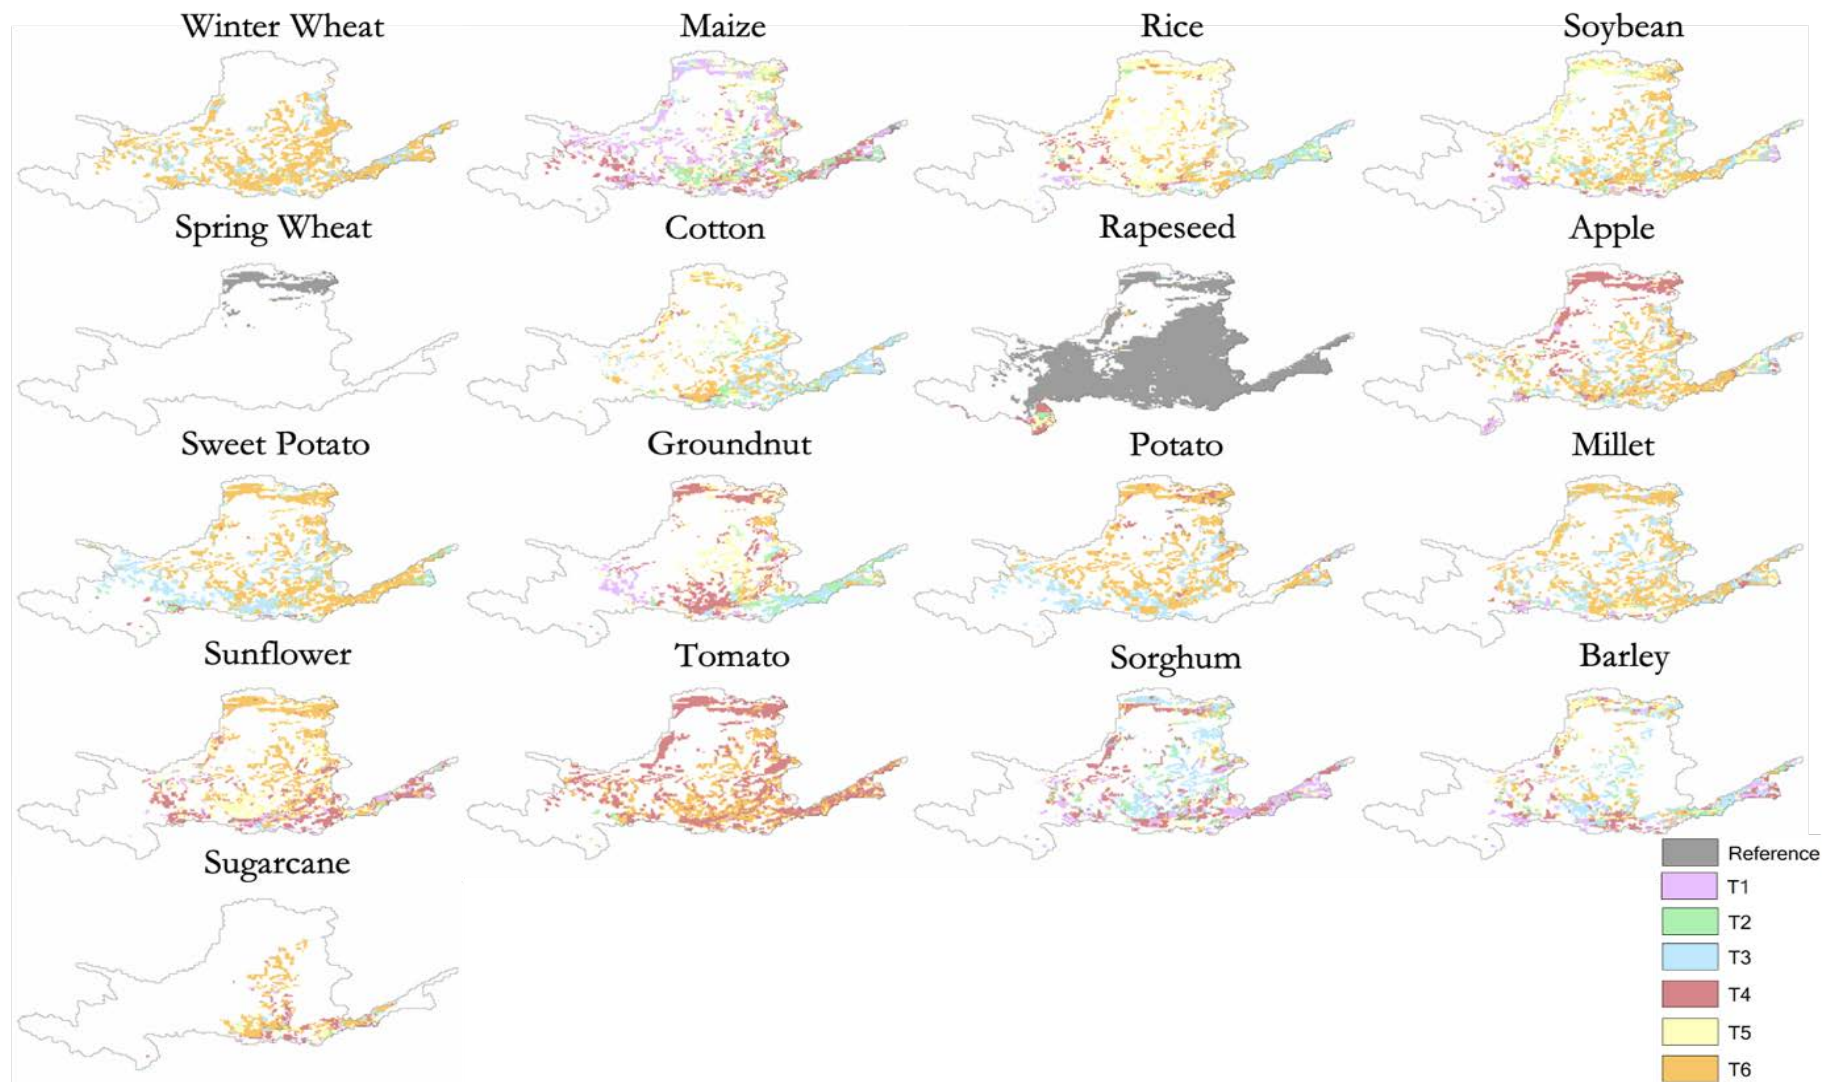 Winter Wheat
Maize
Rice
Soybean
Spring Wheat
Cotton
Rapeseed
Apple
Sweet Potato
Groundnut
Potato
Millet
Sunflower
Tomato
Sorghum
Barley
Sugarcane
Reference
T1
T2
T3
T4
T5
T6